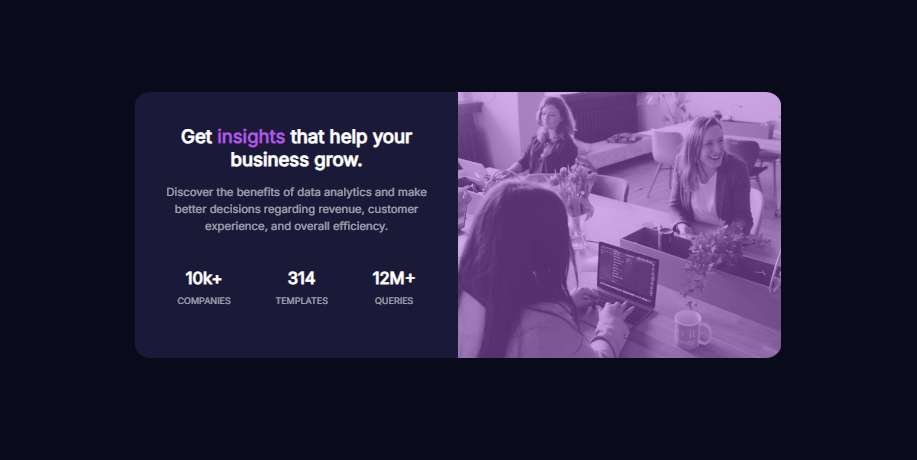 Get insights that help your
business grow.
Discover the benefits of data analytics and make
better decisions regarding revenue, customer
experience, and overall efficiency.
10k+ 314 12M+
COMPANIES TEMPLATES QUERIES